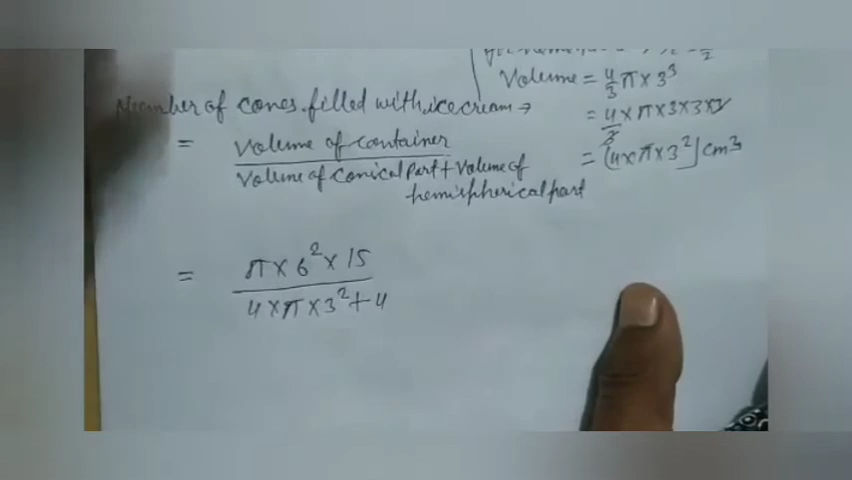 Volume = 4/3 π × 3³
Number of cones filled with ice cream →
= 4 × π × 3 × 3 × 3 / 3
= Volume of container / Volume of conical Part + Volume of hemispherical part
= (4 × π × 3²) cm³
= π × 6² × 15 / 4 × π × 3² + 4